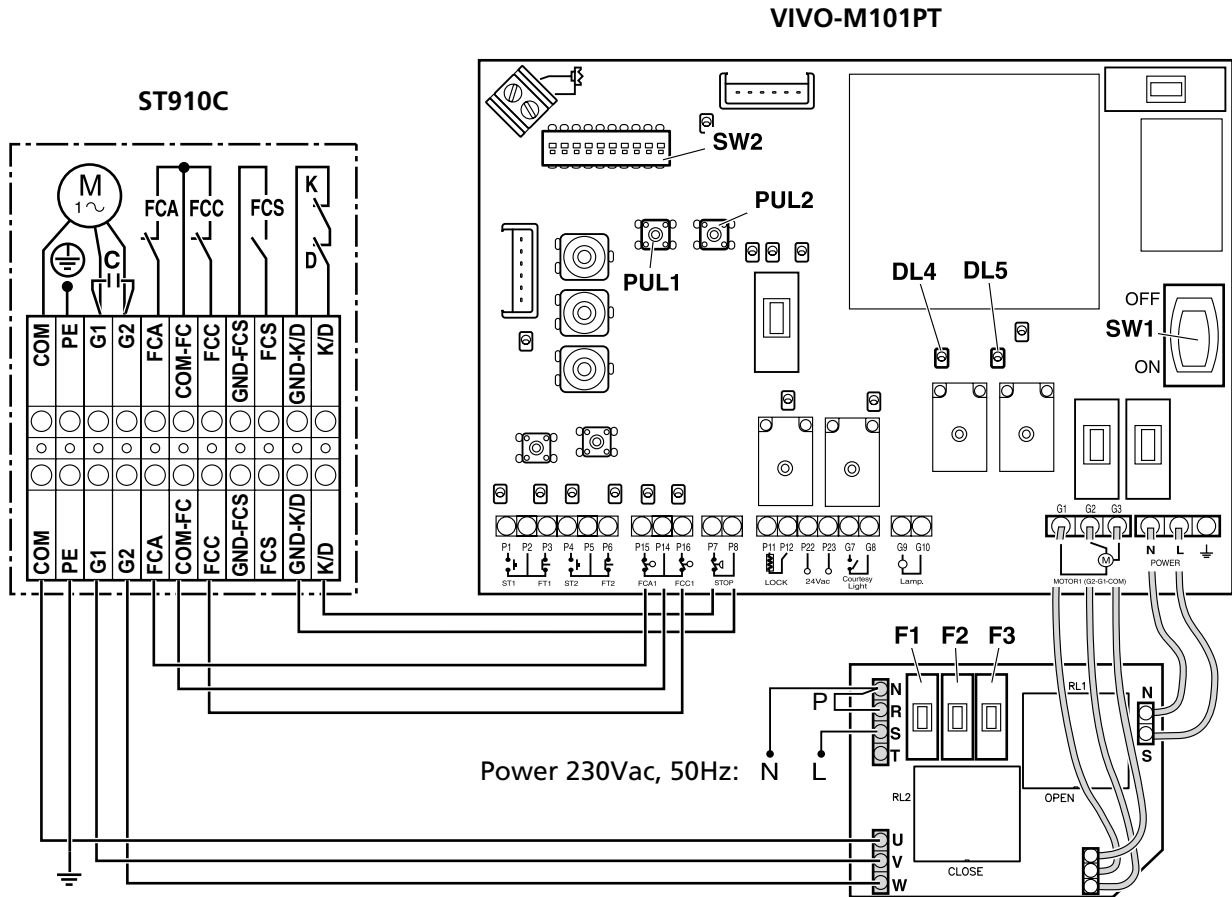 VIVO-M101PT
ST910C
M
1~
C
FCA FCC FCS
K
D
COM PE G1 G2 FCA COM-FC FCC GND-FCS FCS GND-K/D K/D
COM PE G1 G2 FCA COM-FC FCC GND-FCS FCS GND-K/D K/D
SW2
PUL2
PUL1
DL4 DL5
OFF
SW1
ON
P1 P2 P3 P4 P5 P6 P15 P14 P16 P7 P8 P11 P12 P22 P23 G7 G8 G9 G10
ST1 FT1 ST2 FT2 FCA1 FCC1 STOP LOCK 24Vac Courtesy
Light
Lamp.
G1 G2 G3
M
N L
POWER
MOTOR1 (G2-G1-COM)
F1 F2 F3
N
R
S
T
P
RL1
N
S
OPEN
Power 230Vac, 50Hz: N L
RL2
CLOSE
U
V
W